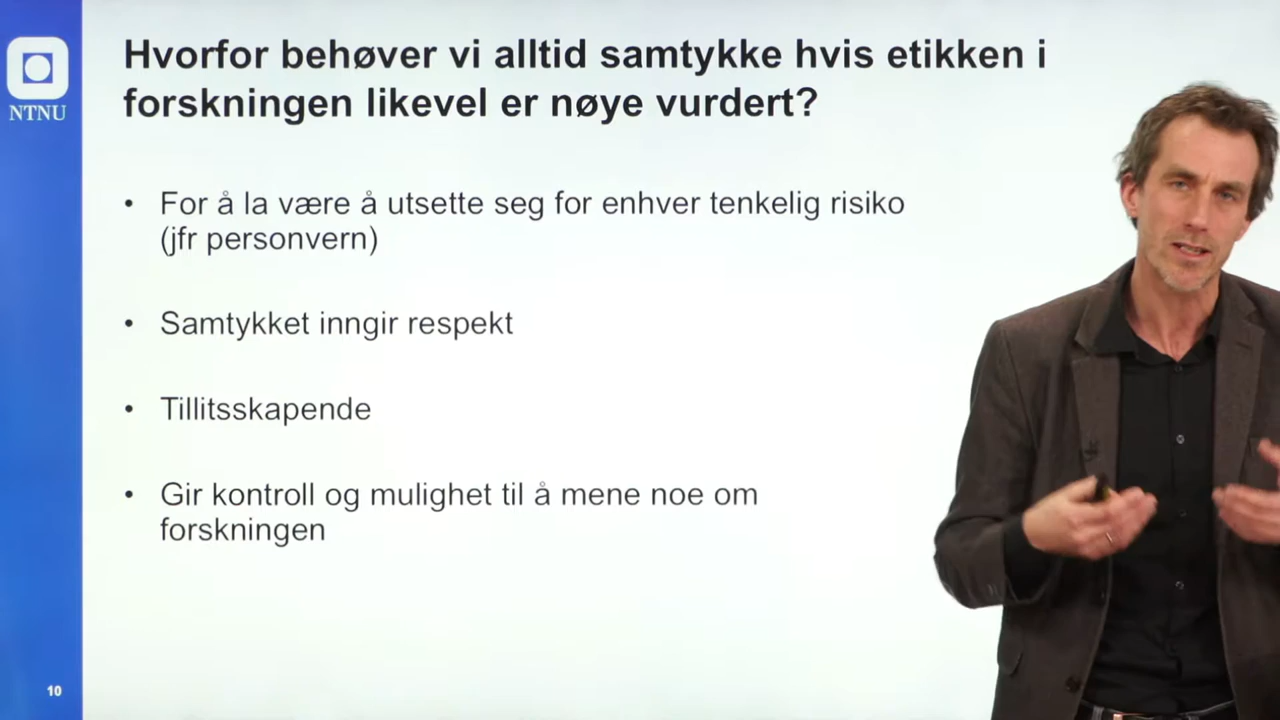 NTNU
Hvorfor behøver vi alltid samtykke hvis etikken i
forskningen likevel er nøye vurdert?
• For å la være å utsette seg for enhver tenkelig risiko
(jfr personvern)
• Samtykket inngir respekt
• Tillitsskapende
• Gir kontroll og mulighet til å mene noe om
forskningen
10